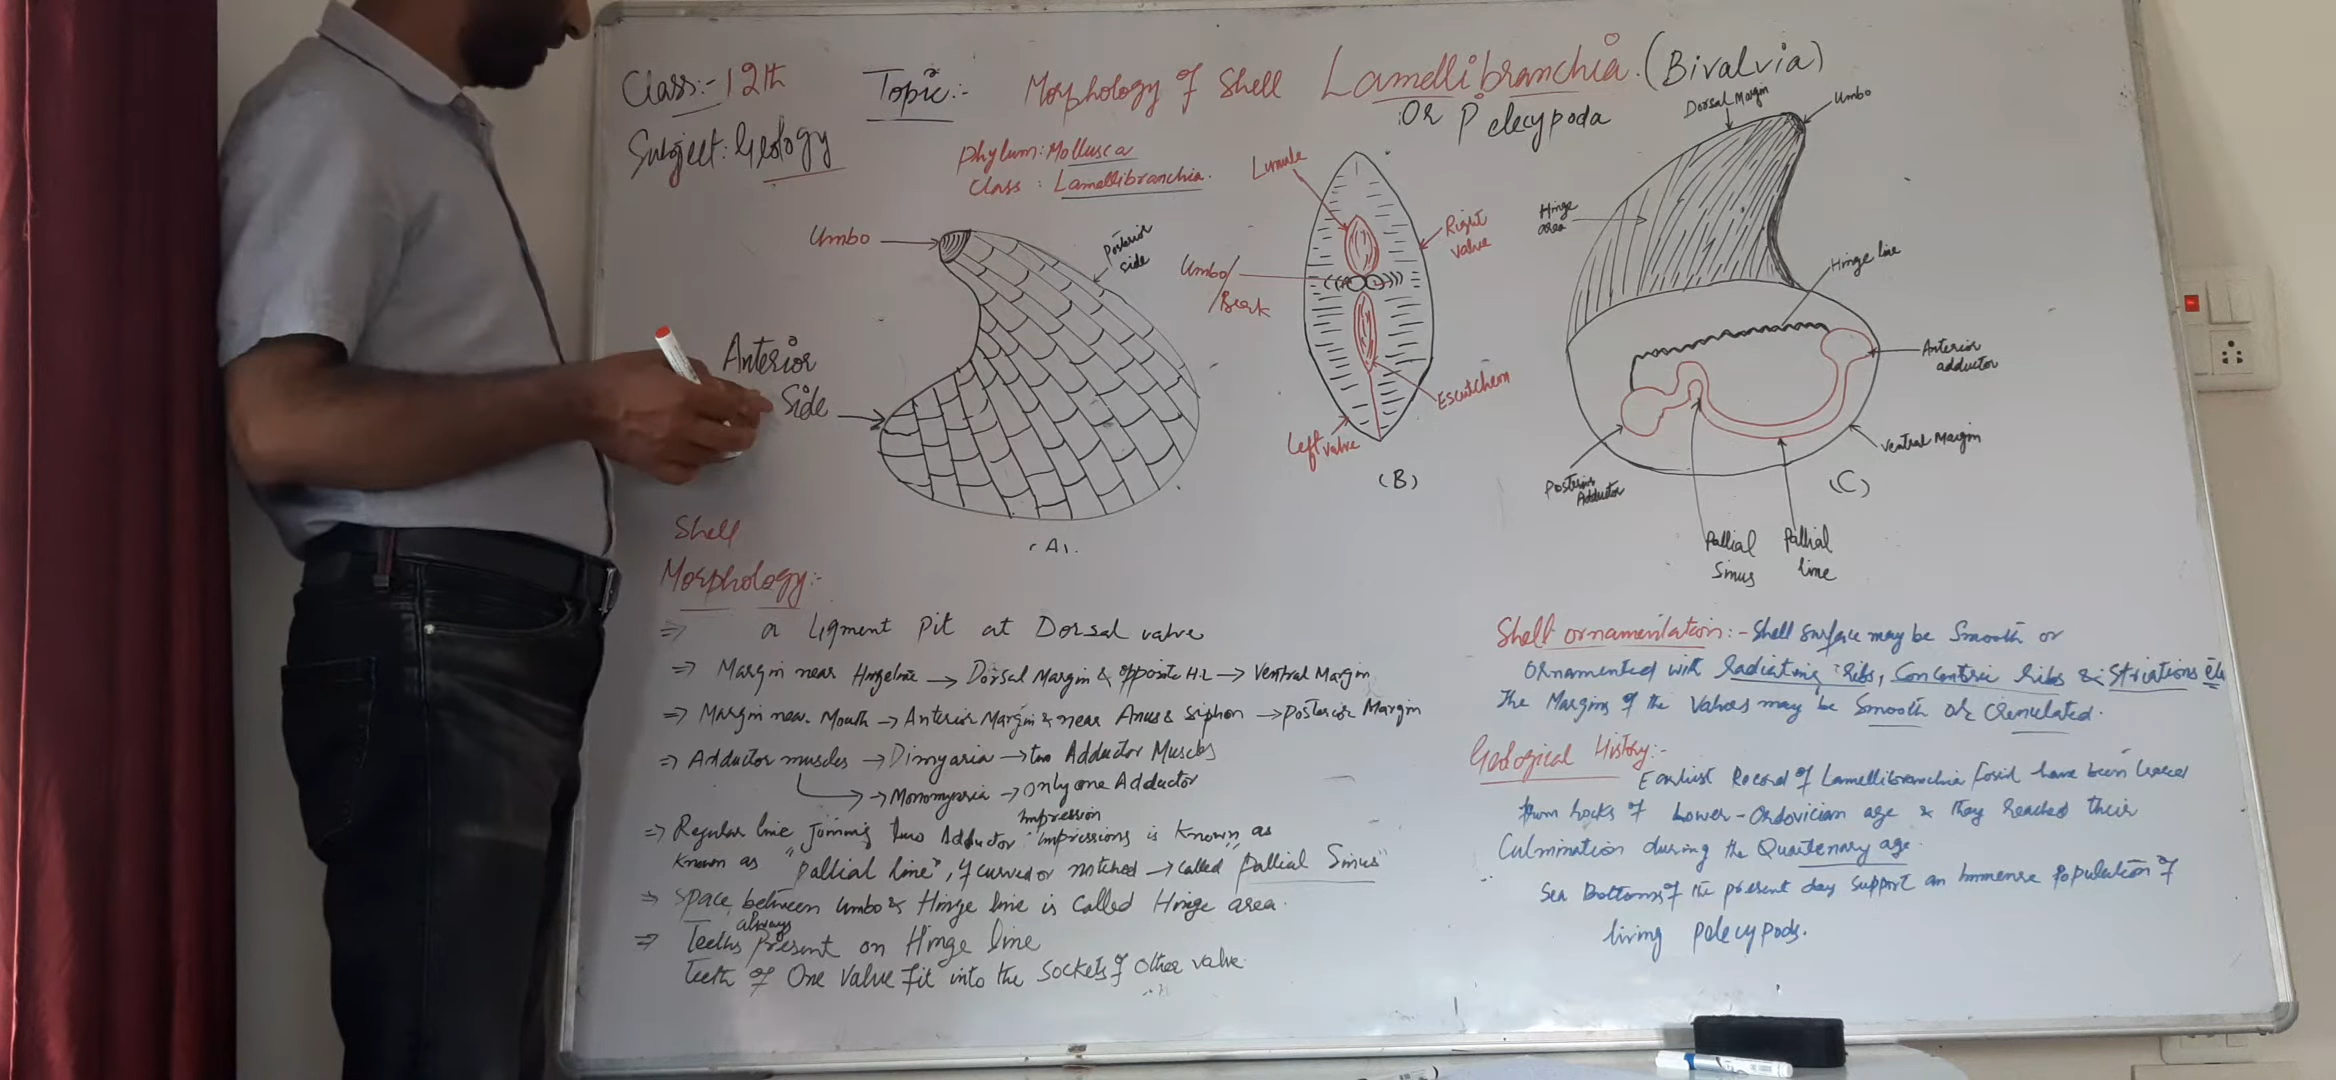 Class:- 12th
Subject: Geology
Topic:- Morphology of Shell Lamellibranchia. (Bivalvia)
Or Pelecypoda
Phylum: Mollusca
Class : Lamellibranchia.
Umbo
Posterior
side
Anterior
Side
(A).
Lunule
Right
valve
Umbo/
/Beak
Left
valve
(B)
Dorsal Margin
Umbo
Hinge
area
Hinge line
Anterior
adductor
Ventral Margin
Posterior
Adductor
(C)
Pallial
Sinus
Pallial
line
Shell
Morphology:-
=> a Ligment Pit at Dorsal valve
=> Margin near Hingeline → Dorsal Margin & opposite H.L → Ventral Margin
=> Margin near Mouth → Anterior Margin & near Anus & Siphon → Posterior Margin
=> Adductor muscles → Dimyaria → two Adductor Muscles
→ Monomyaria → only one Adductor
Impression
=> Regular line Joining two Adductor Impressions is Known as
Known as "Pallial line", if curved or notched → called "Pallial Sinus"
=> Space between Umbo & Hinge line is Called Hinge area.
=> Teeths always Present on Hinge line
Teeth of One Valve Fit into the Sockets of Other valve
Shell ornamentation:- Shell Surface may be Smooth or
Ornamented with Radiating ribs, Concentric ribs & Striations etc
The Margins of the Valves may be Smooth or Crenulated.
Geological History:-
Earliest Record of Lamellibranchia fossil have been traced
from rocks of Lower-Ordovician age & they reached their
Culmination during the Quaternary age.
Sea Bottoms of the present day Support an Immense Population of
living pelecypods.